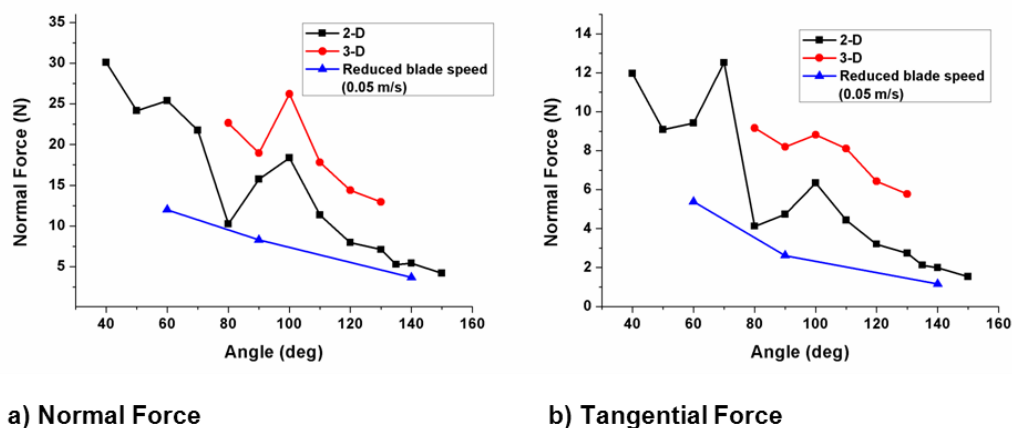 Normal Force (N)
35
30
25
20
15
10
5
40 60 80 100 120 140 160
Angle (deg)
2-D
3-D
Reduced blade speed
(0.05 m/s)
a) Normal Force
Normal Force (N)
14
12
10
8
6
4
2
0
40 60 80 100 120 140 160
Angle (deg)
2-D
3-D
Reduced blade speed
(0.05 m/s)
b) Tangential Force